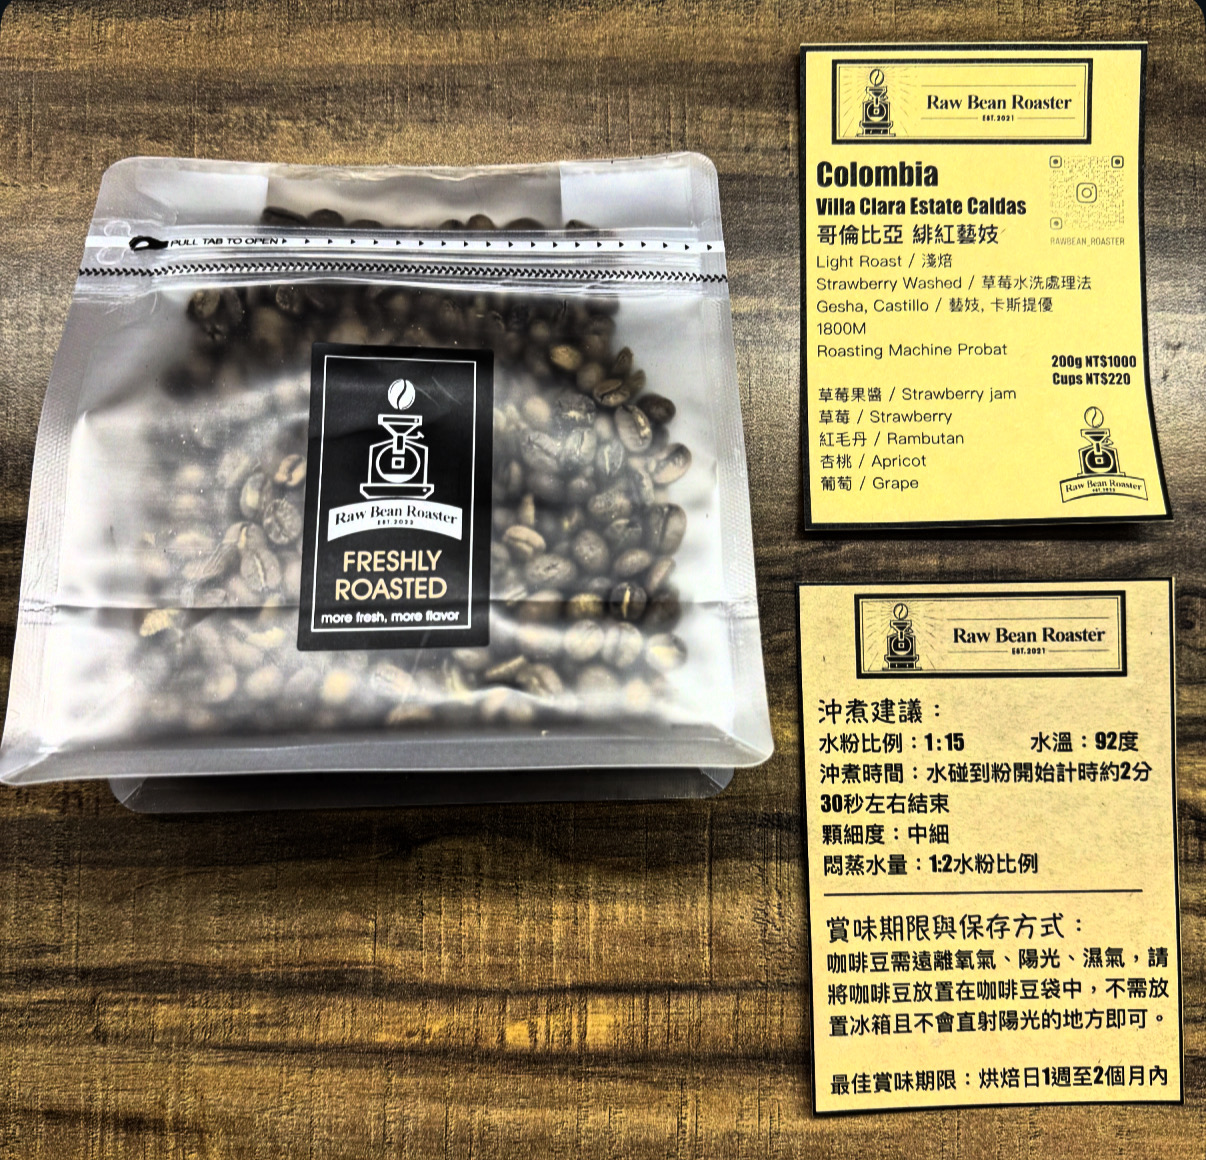 PULL TAB TO OPEN
Raw Bean Roaster
EST.2022
FRESHLY
ROASTED
more fresh, more flavor
Raw Bean Roaster
EST.2021
Colombia
Villa Clara Estate Caldas
哥倫比亞 緋紅藝妓
RAWBEAN_ROASTER
Light Roast / 淺焙
Strawberry Washed / 草莓水洗處理法
Gesha, Castillo / 藝妓, 卡斯提優
1800M
Roasting Machine Probat
200g NT$1000
Cups NT$220
草莓果醬 / Strawberry jam
草莓 / Strawberry
紅毛丹 / Rambutan
杏桃 / Apricot
葡萄 / Grape
Raw Bean Roaster
Raw Bean Roaster
EST.2021
沖煮建議：
水粉比例：1:15 水溫：92度
沖煮時間：水碰到粉開始計時約2分
30秒左右結束
顆細度：中細
悶蒸水量：1:2水粉比例
賞味期限與保存方式：
咖啡豆需遠離氧氣、陽光、濕氣，請
將咖啡豆放置在咖啡豆袋中，不需放
置冰箱且不會直射陽光的地方即可。
最佳賞味期限：烘焙日1週至2個月內